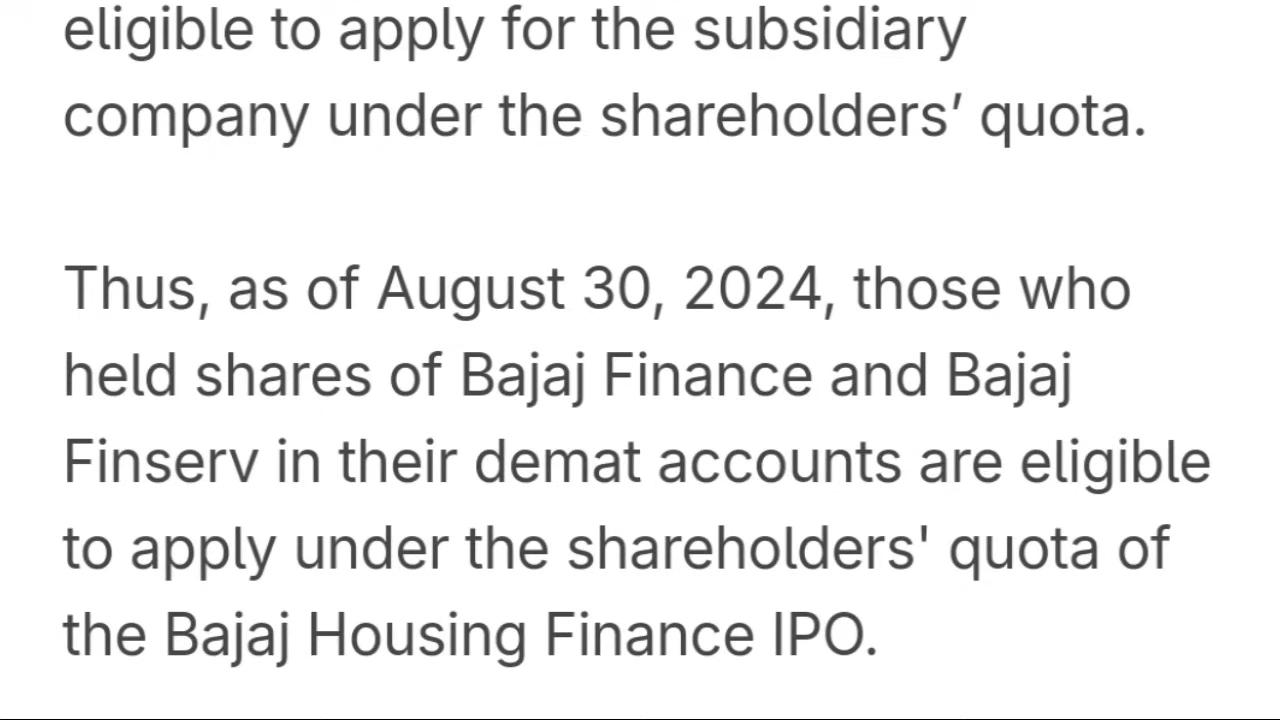 eligible to apply for the subsidiary
company under the shareholders’ quota.
Thus, as of August 30, 2024, those who
held shares of Bajaj Finance and Bajaj
Finserv in their demat accounts are eligible
to apply under the shareholders' quota of
the Bajaj Housing Finance IPO.